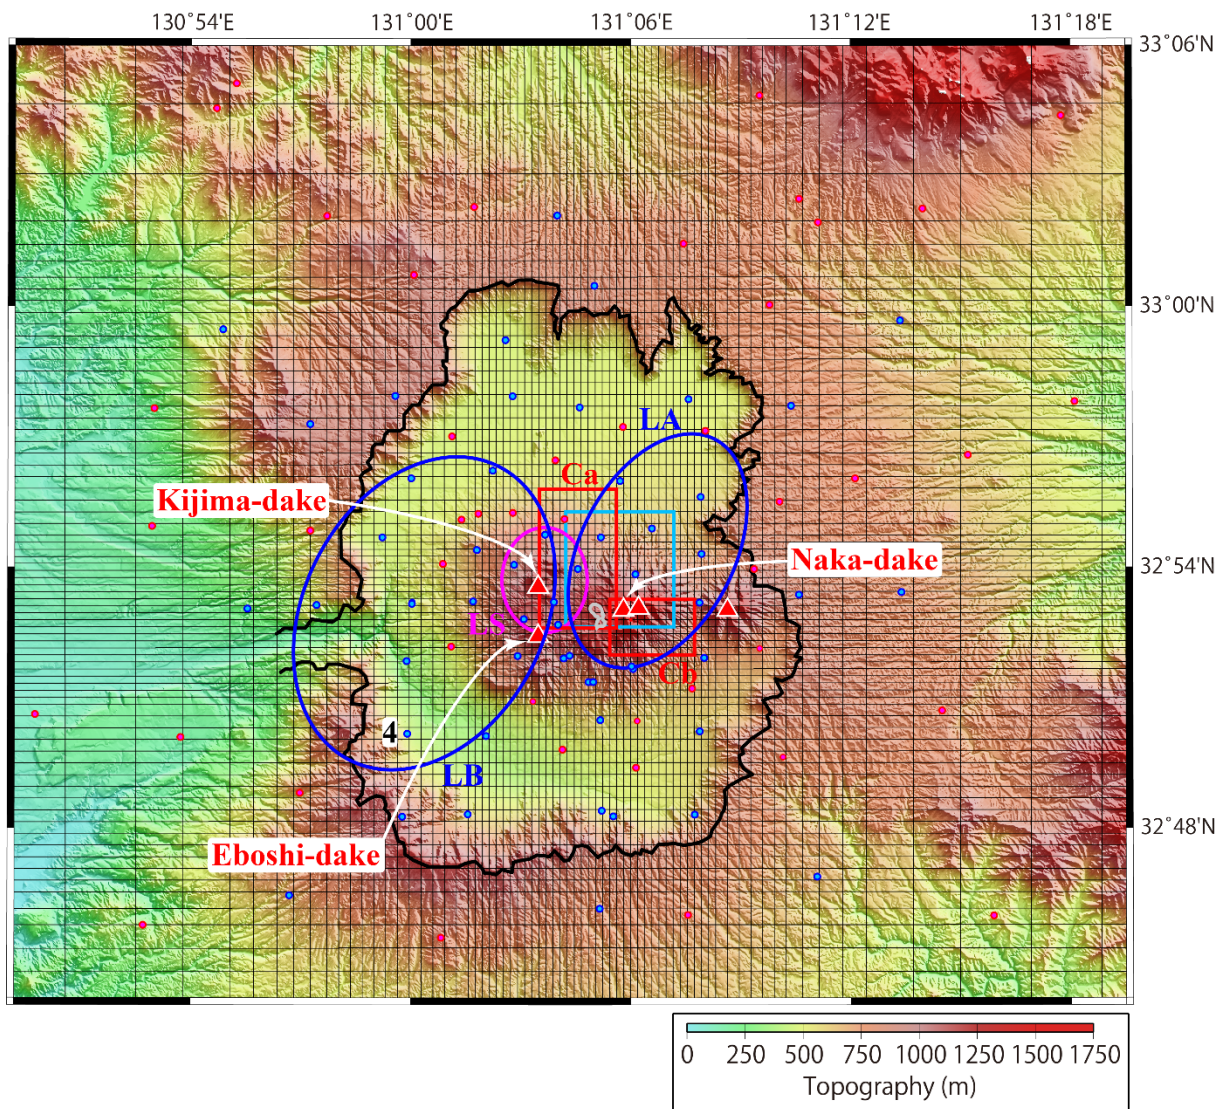 130°54'E 131°00'E 131°06'E 131°12'E 131°18'E
33°06'N
33°00'N
LA
Ca
Kijima-dake
Naka-dake
32°54'N
LS
Cb
4
LB
32°48'N
Eboshi-dake
0 250 500 750 1000 1250 1500 1750
Topography (m)